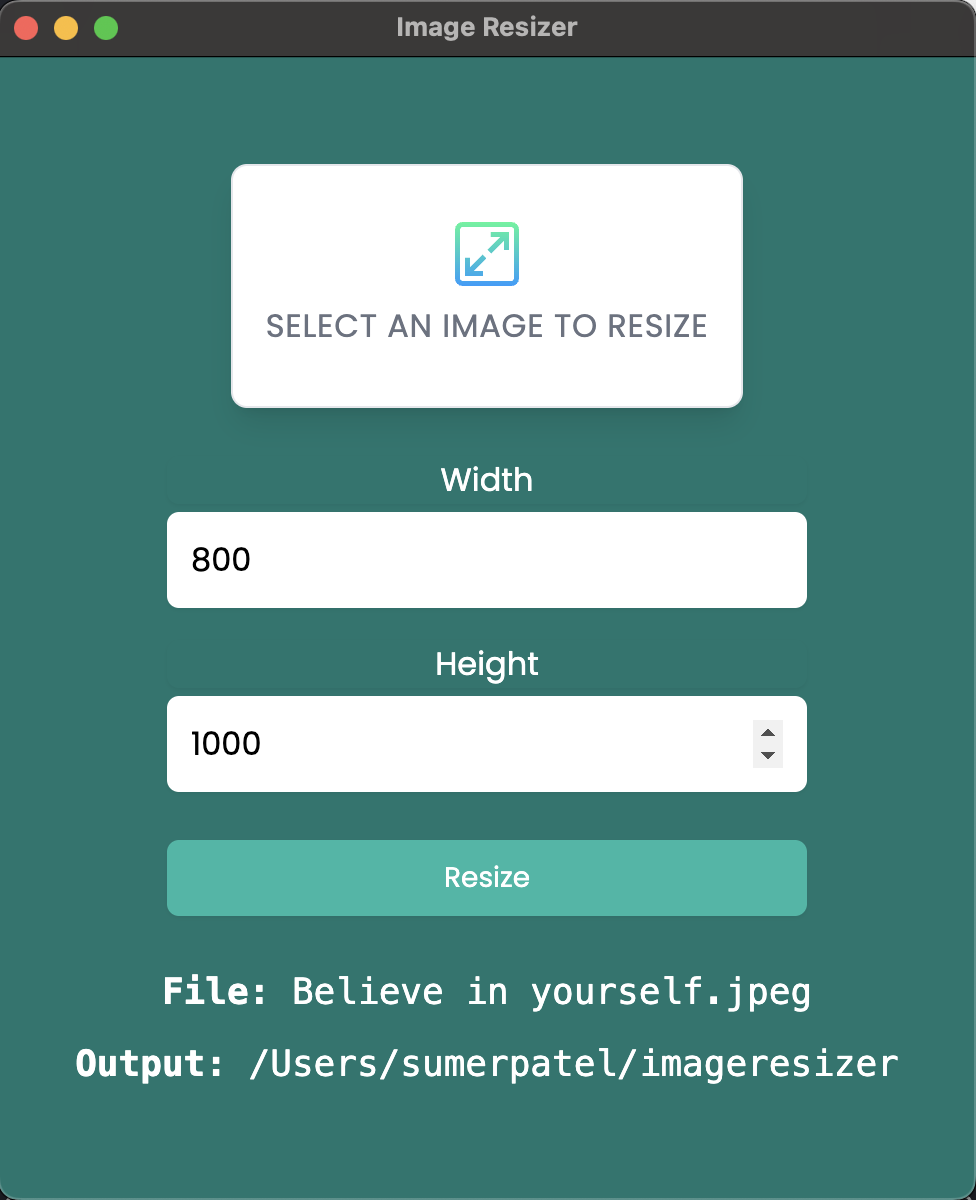 Image Resizer
SELECT AN IMAGE TO RESIZE
Width
800
Height
1000
Resize
File: Believe in yourself.jpeg
Output: /Users/sumerpatel/imageresizer